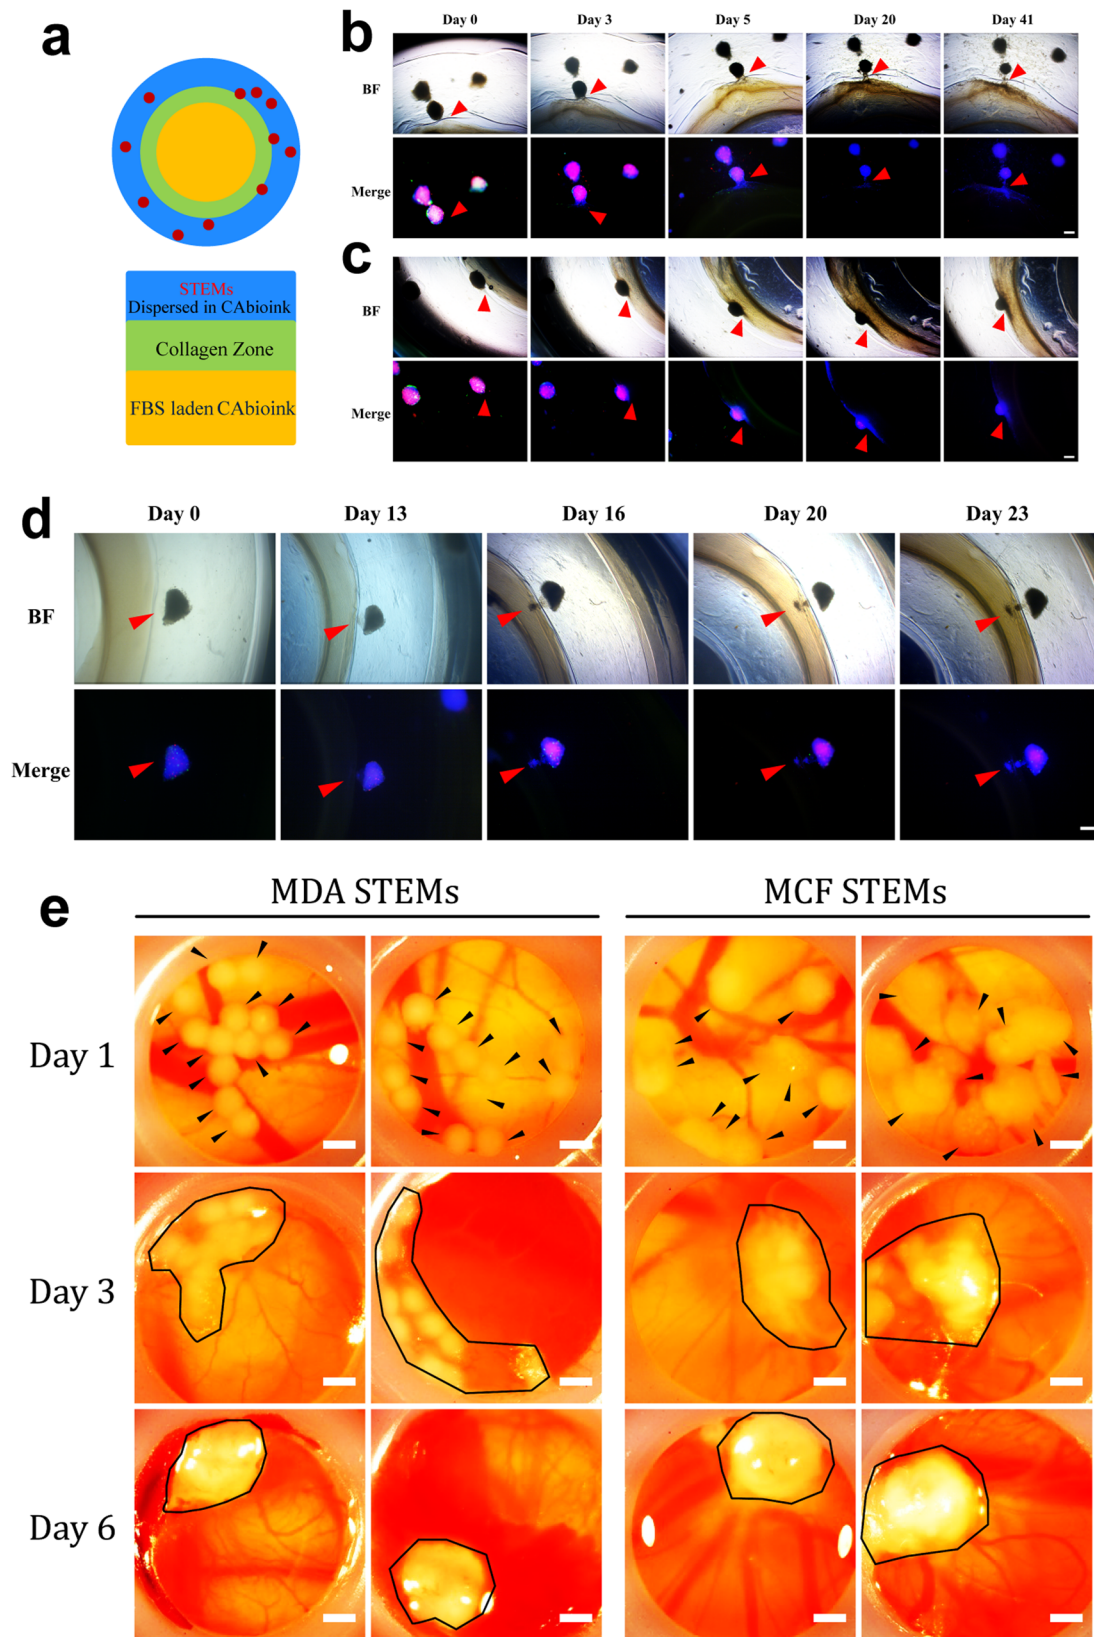 a
STEMs
Dispersed in CAbioink
Collagen Zone
FBS laden CAbioink
b
Day 0 Day 3 Day 5 Day 20 Day 41
BF
Merge
c
BF
Merge
d
Day 0 Day 13 Day 16 Day 20 Day 23
BF
Merge
e
MDA STEMs MCF STEMs
Day 1
Day 3
Day 6